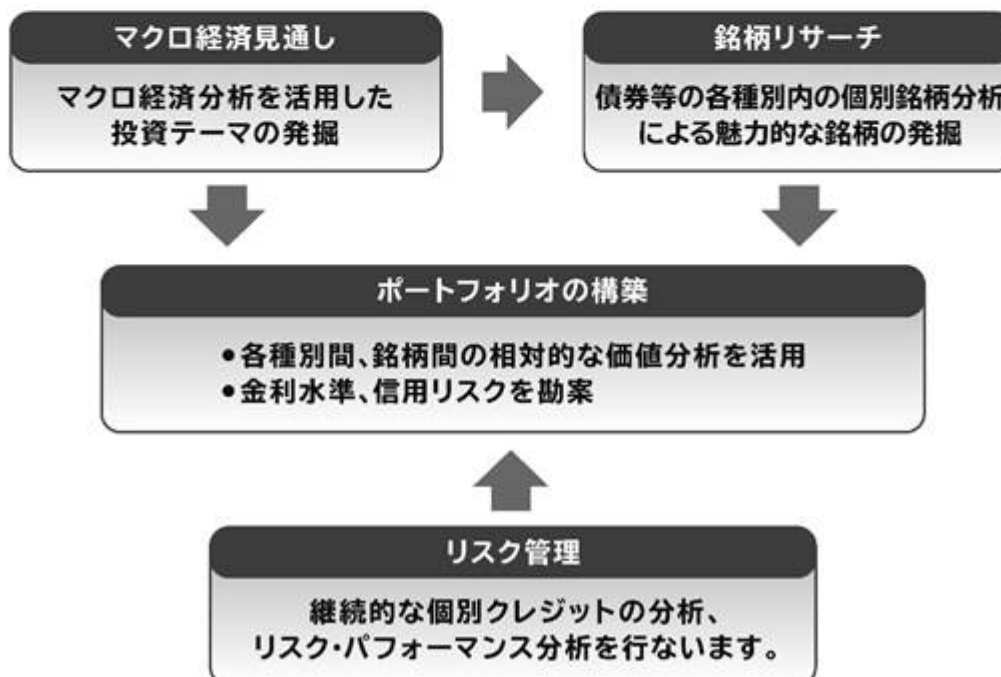 マクロ経済見通し
マクロ経済分析を活用した
投資テーマの発掘
銘柄リサーチ
債券等の各種別内の個別銘柄分析
による魅力的な銘柄の発掘
ポートフォリオの構築
●各種別間、銘柄間の相対的な価値分析を活用
●金利水準、信用リスクを勘案
リスク管理
継続的な個別クレジットの分析、
リスク・パフォーマンス分析を行ないます。